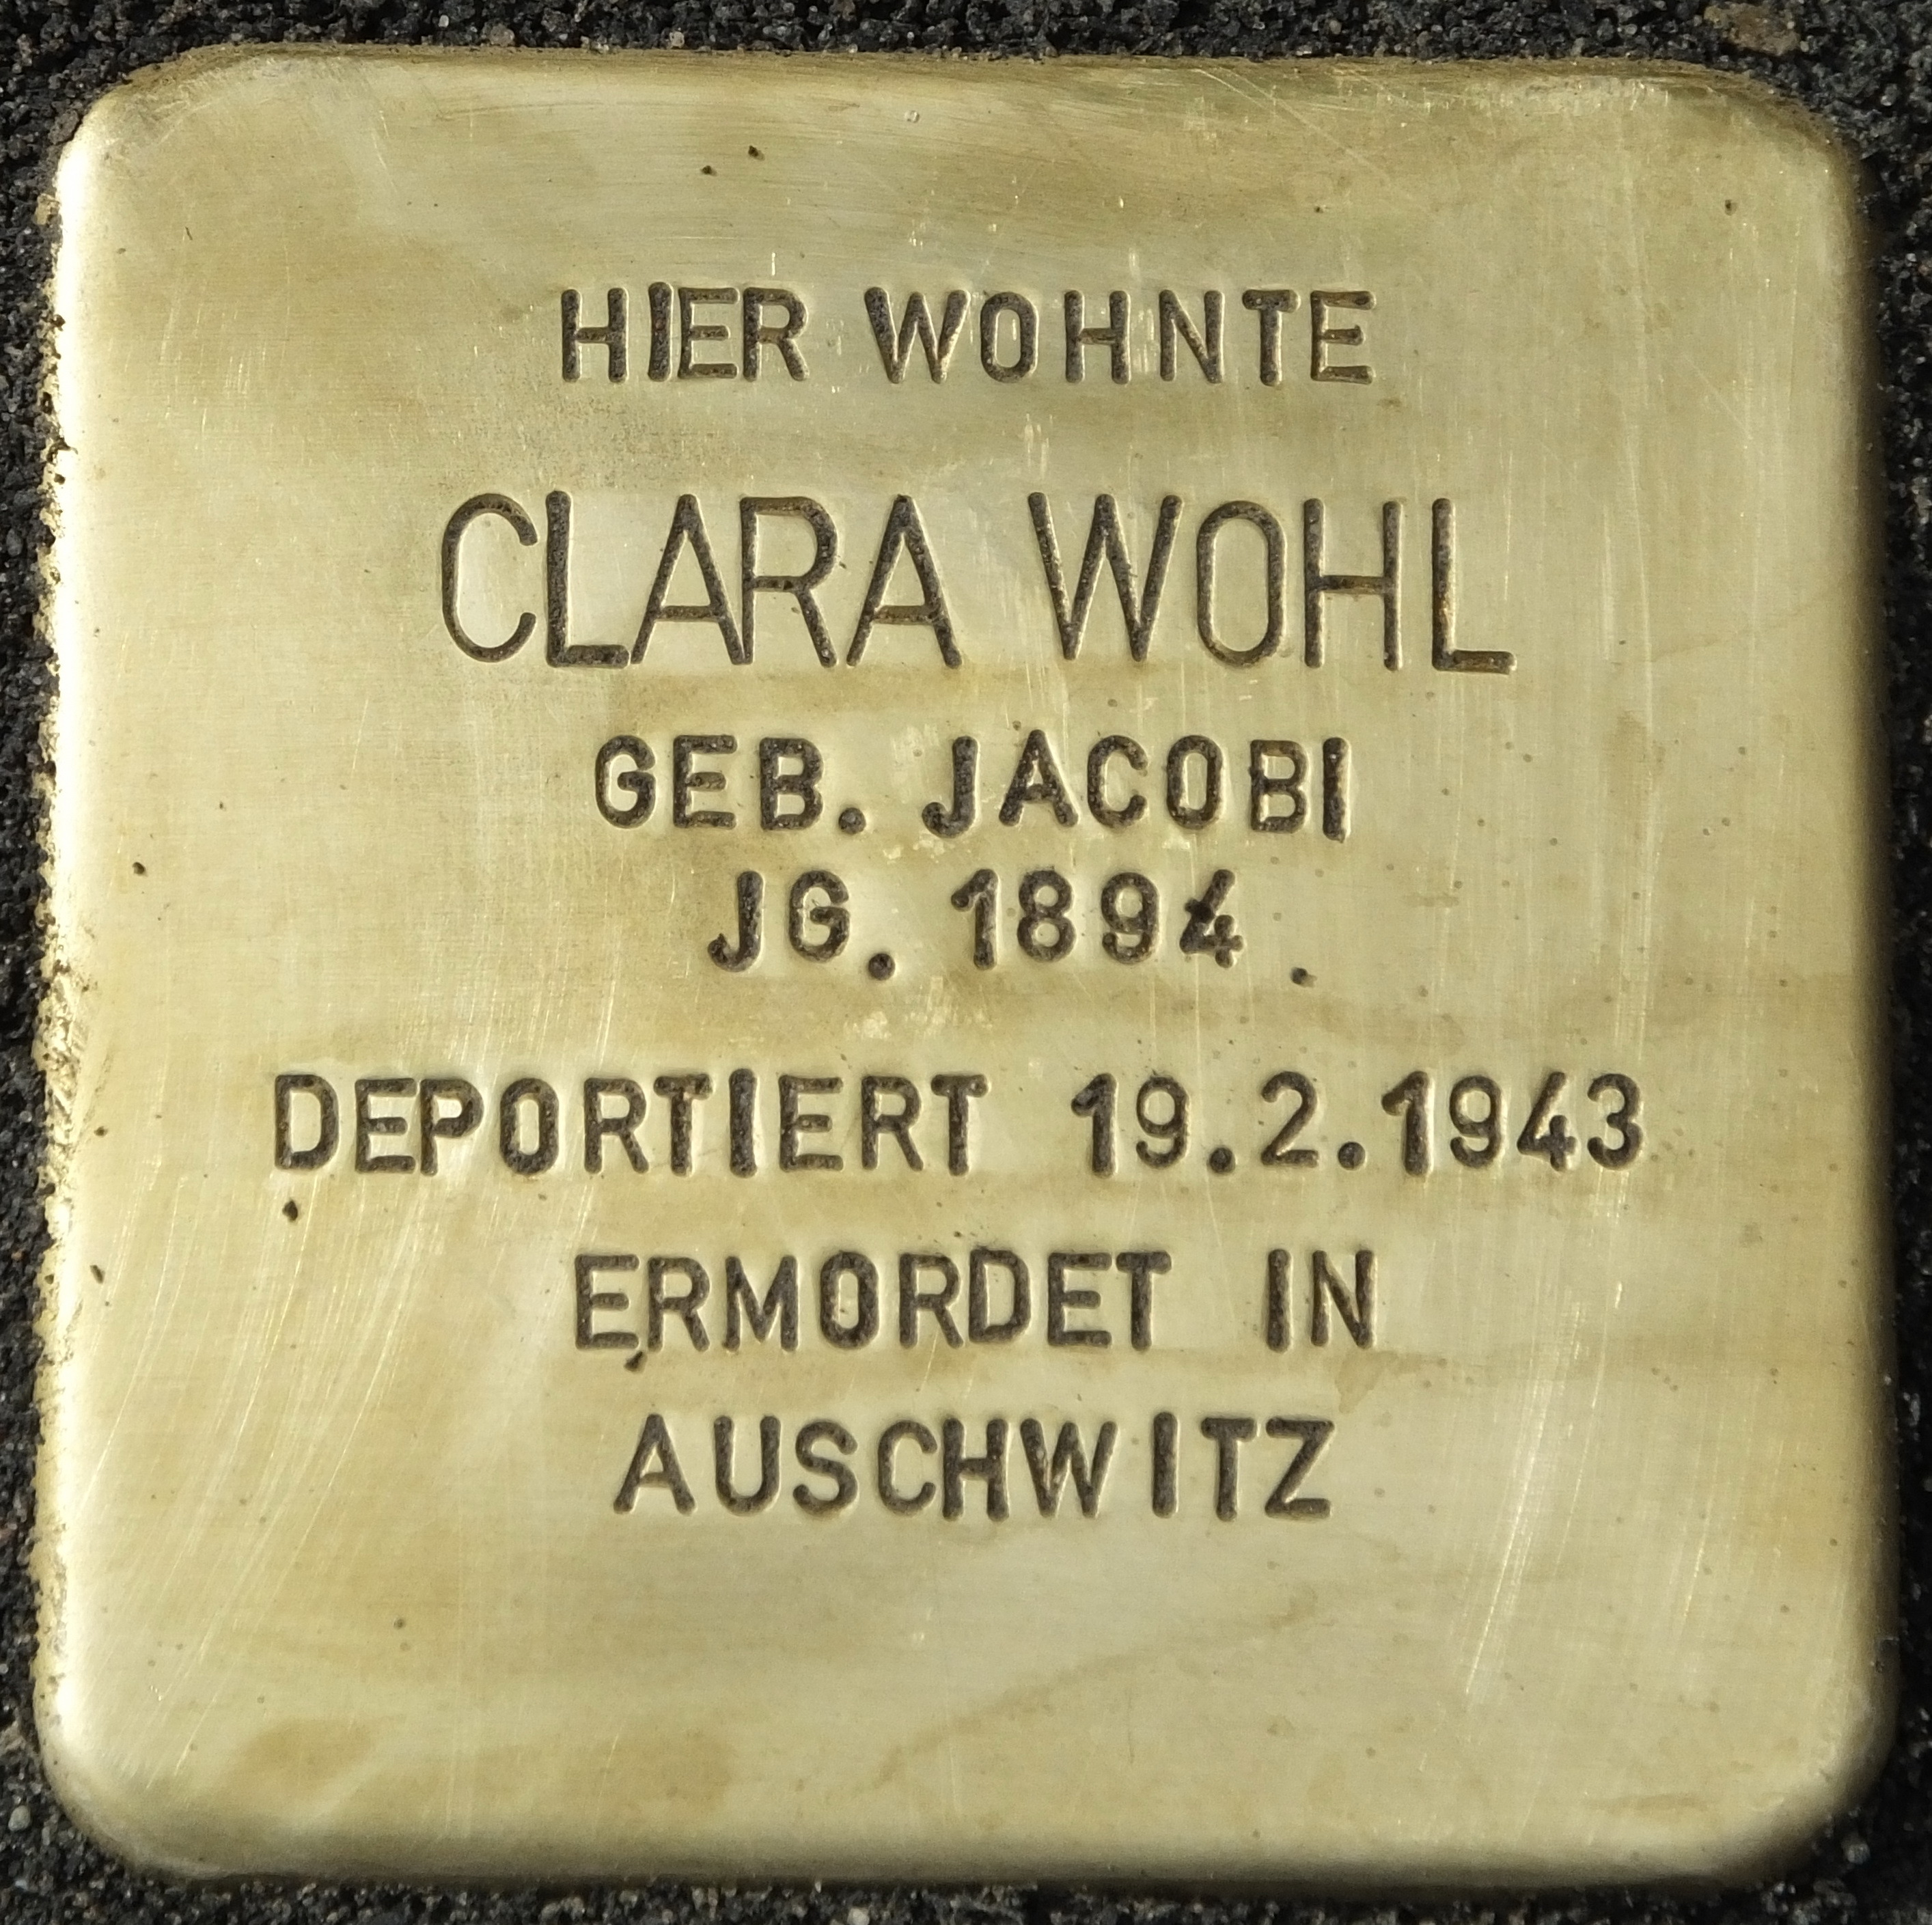 HIER WOHNTE
CLARA WOHL
GEB. JACOBI
JG. 1894
DEPORTIERT 19.2.1943
ERMORDET IN
AUSCHWITZ